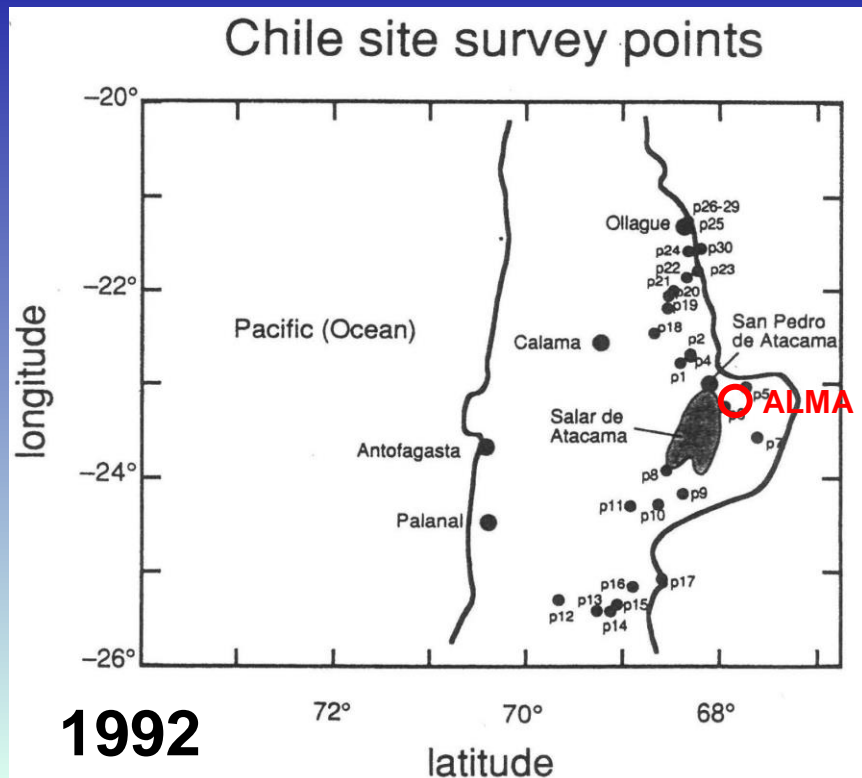 Chile site survey points
−20°
−22°
−24°
−26°
longitude
72°
70°
68°
latitude
1992
Pacific (Ocean)
Antofagasta
Palanal
Calama
Ollague
p26-29
p25
p24
p30
p22
p23
p21
p20
p19
p18
San Pedro
de Atacama
p2
p4
p1
p5
ALMA
Salar de
Atacama
p7
p8
p9
p11
p10
p16
p17
p13
p15
p12
p14